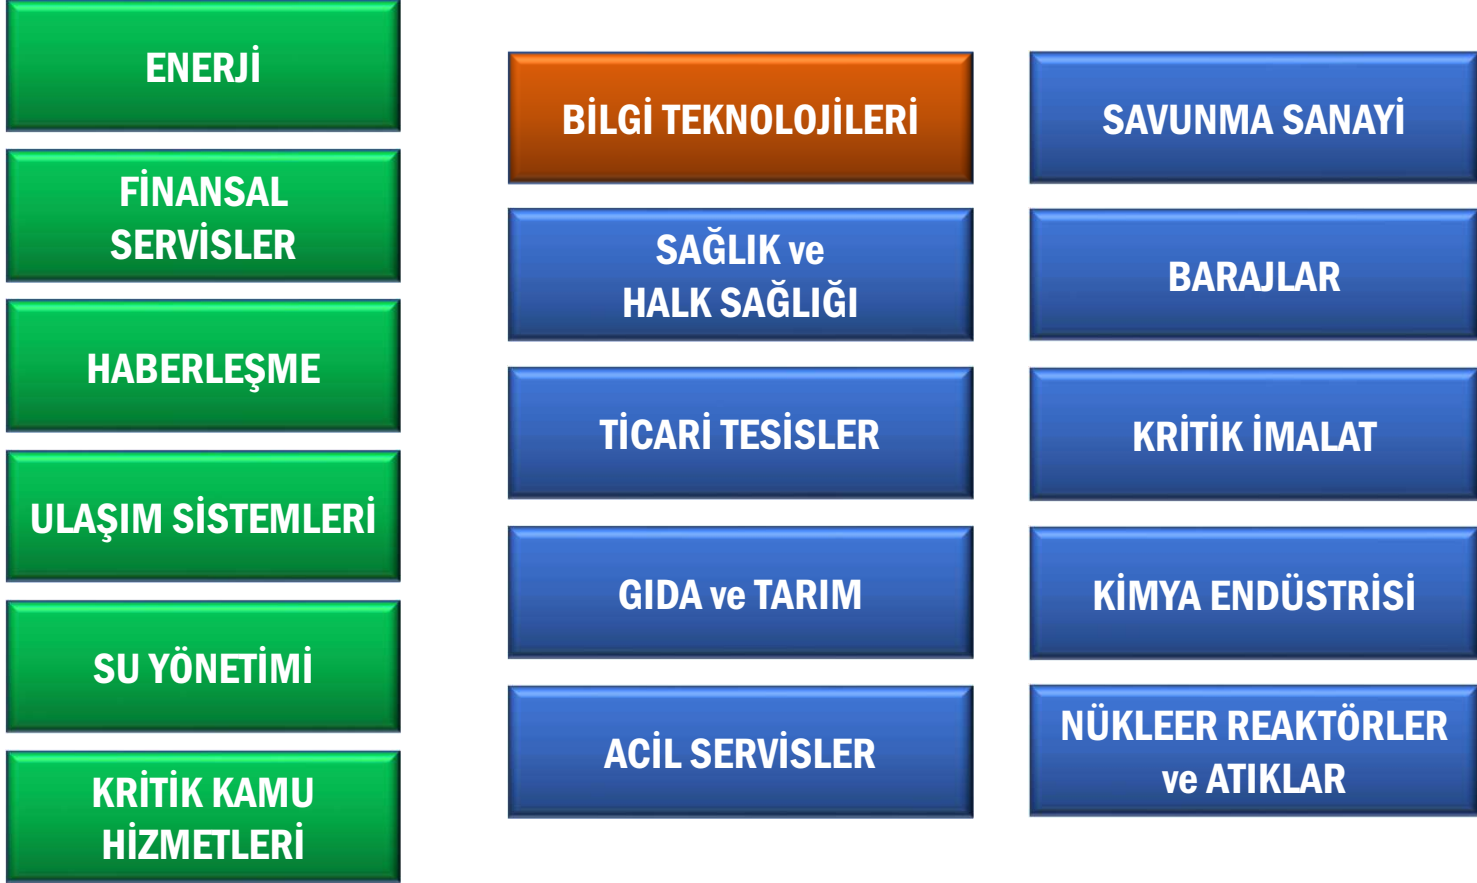 ENERJİ
FİNANSAL
SERVİSLER
HABERLEŞME
ULAŞIM SİSTEMLERİ
SU YÖNETİMİ
KRİTİK KAMU
HİZMETLERİ
BİLGİ TEKNOLOJİLERİ
SAĞLIK ve
HALK SAĞLIĞI
TİCARİ TESİSLER
GIDA ve TARIM
ACİL SERVİSLER
SAVUNMA SANAYİ
BARAJLAR
KRİTİK İMALAT
KİMYA ENDÜSTRİSİ
NÜKLEER REAKTÖRLER
ve ATIKLAR